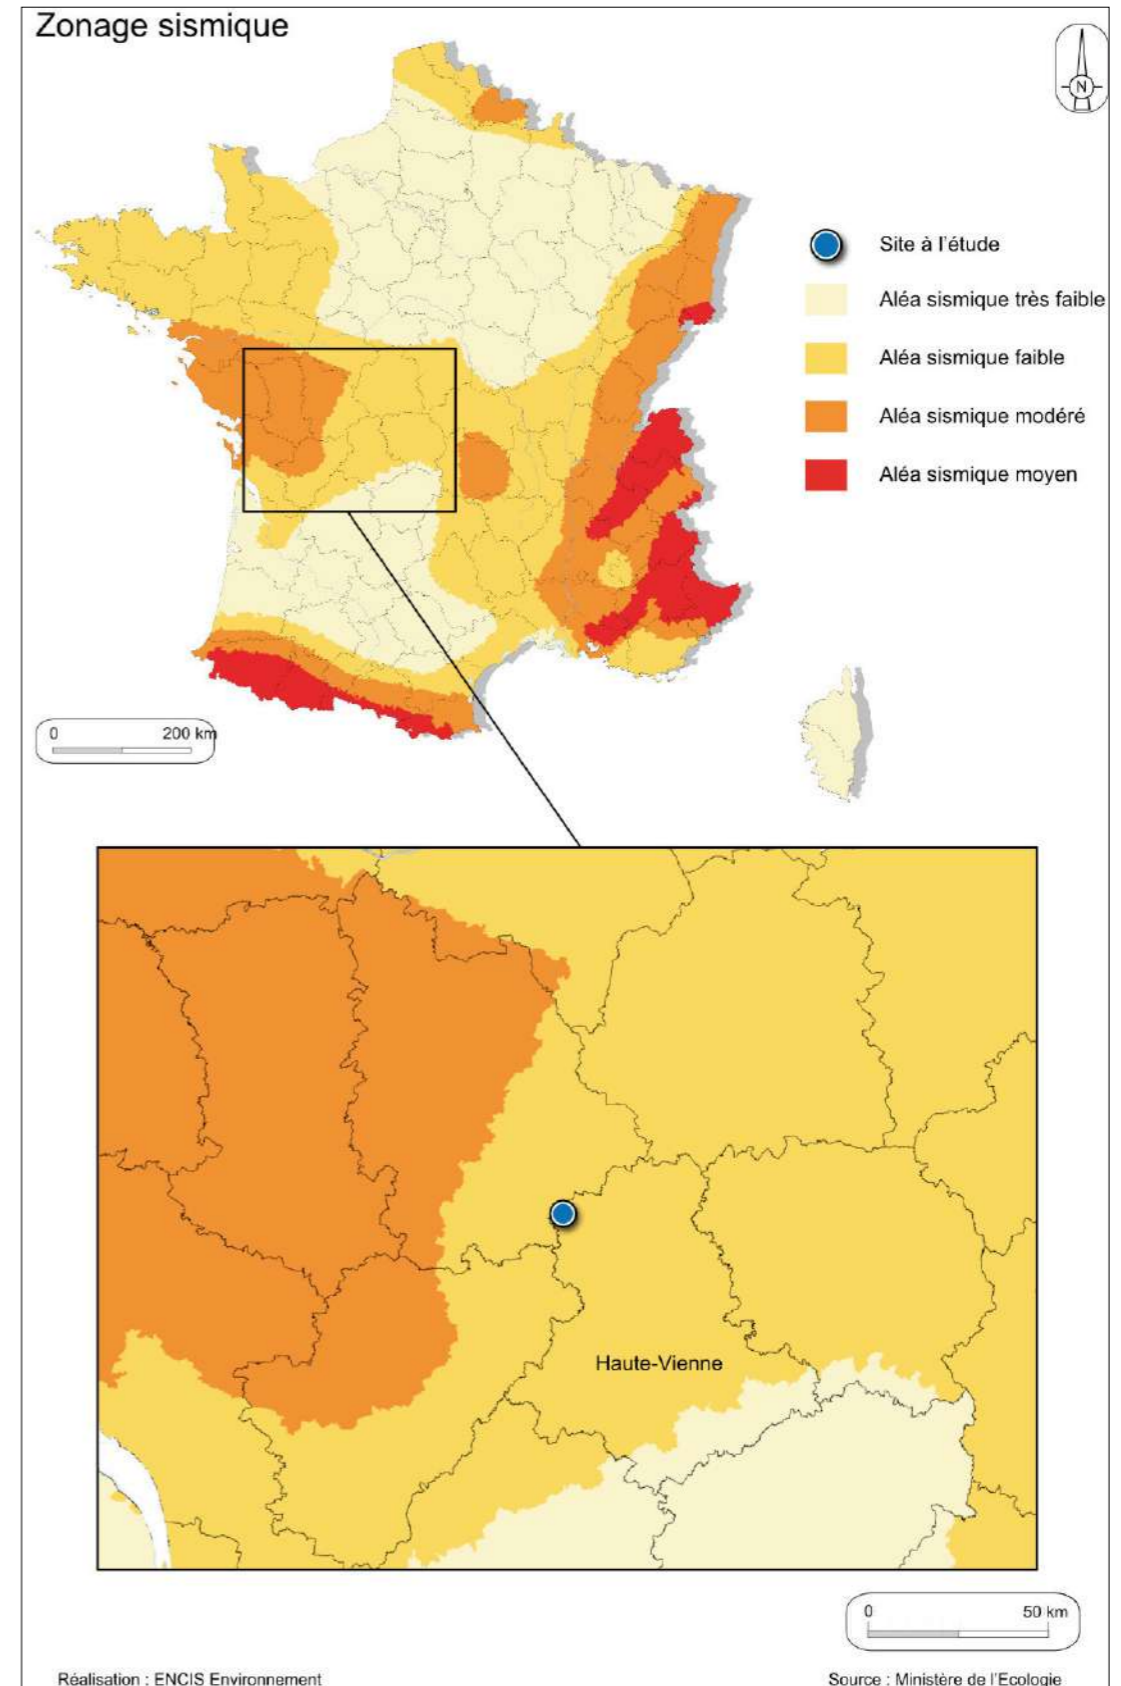 Zonage sismique
N
Site à l'étude
Aléa sismique très faible
Aléa sismique faible
Aléa sismique modéré
Aléa sismique moyen
0 200 km
Haute-Vienne
0 50 km
Réalisation : ENCIS Environnement
Source : Ministère de l'Ecologie